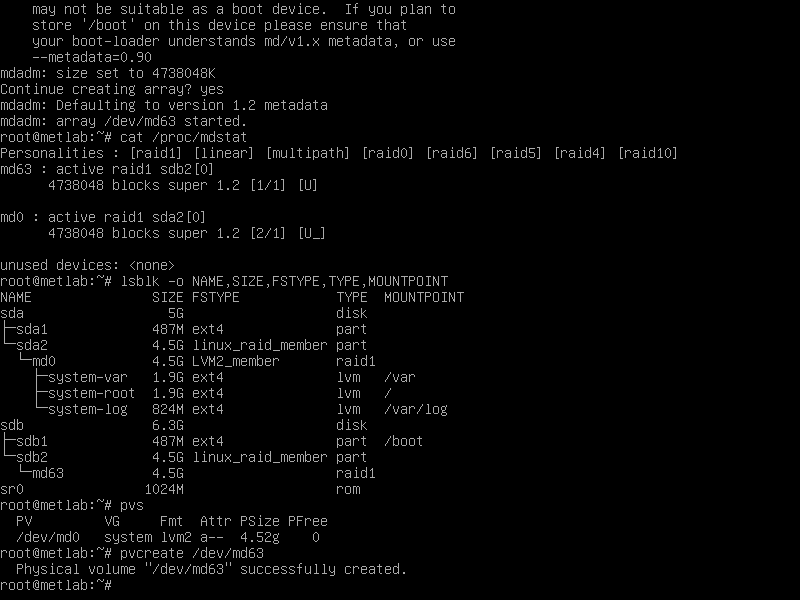 may not be suitable as a boot device.  If you plan to
    store '/boot' on this device please ensure that
    your boot-loader understands md/v1.x metadata, or use
    --metadata=0.90
mdadm: size set to 4738048K
Continue creating array? yes
mdadm: Defaulting to version 1.2 metadata
mdadm: array /dev/md63 started.
root@metlab:~# cat /proc/mdstat
Personalities : [raid1] [linear] [multipath] [raid0] [raid6] [raid5] [raid4] [raid10]
md63 : active raid1 sdb2[0]
      4738048 blocks super 1.2 [1/1] [U]

md0 : active raid1 sda2[0]
      4738048 blocks super 1.2 [2/1] [U_]

unused devices: <none>
root@metlab:~# lsblk -o NAME,SIZE,FSTYPE,TYPE,MOUNTPOINT
NAME               SIZE FSTYPE            TYPE  MOUNTPOINT
sda                  5G                   disk
├─sda1             487M ext4              part
└─sda2             4.5G linux_raid_member part
  └─md0            4.5G LVM2_member       raid1
    ├─system-var   1.9G ext4              lvm   /var
    ├─system-root  1.9G ext4              lvm   /
    └─system-log   824M ext4              lvm   /var/log
sdb                6.3G                   disk
├─sdb1             487M ext4              part  /boot
└─sdb2             4.5G linux_raid_member part
  └─md63           4.5G                   raid1
sr0               1024M                   rom
root@metlab:~# pvs
  PV         VG     Fmt  Attr PSize PFree
  /dev/md0   system lvm2 a--  4.52g    0
root@metlab:~# pvcreate /dev/md63
  Physical volume "/dev/md63" successfully created.
root@metlab:~#